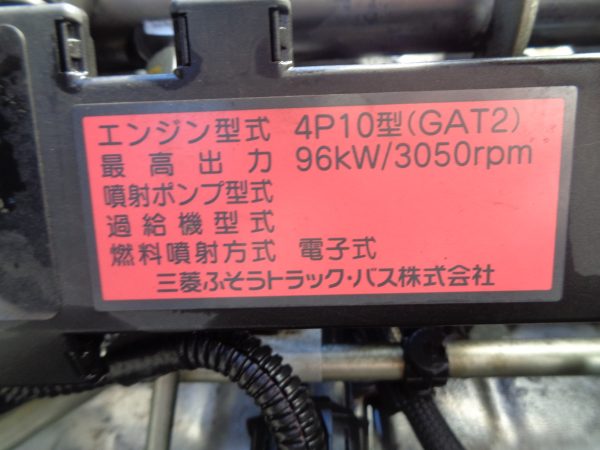 エンジン型式 4P10型(GAT2)
最高出力 96kW/3050rpm
噴射ポンプ型式
過給機型式
燃料噴射方式 電子式
三菱ふそうトラック・バス株式会社